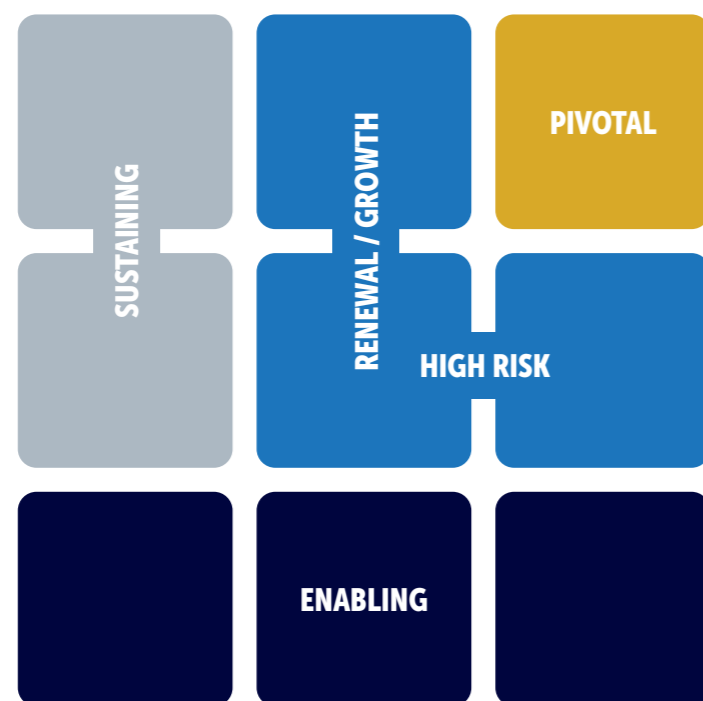 SUSTAINING
RENEWAL / GROWTH
PIVOTAL
HIGH RISK
ENABLING